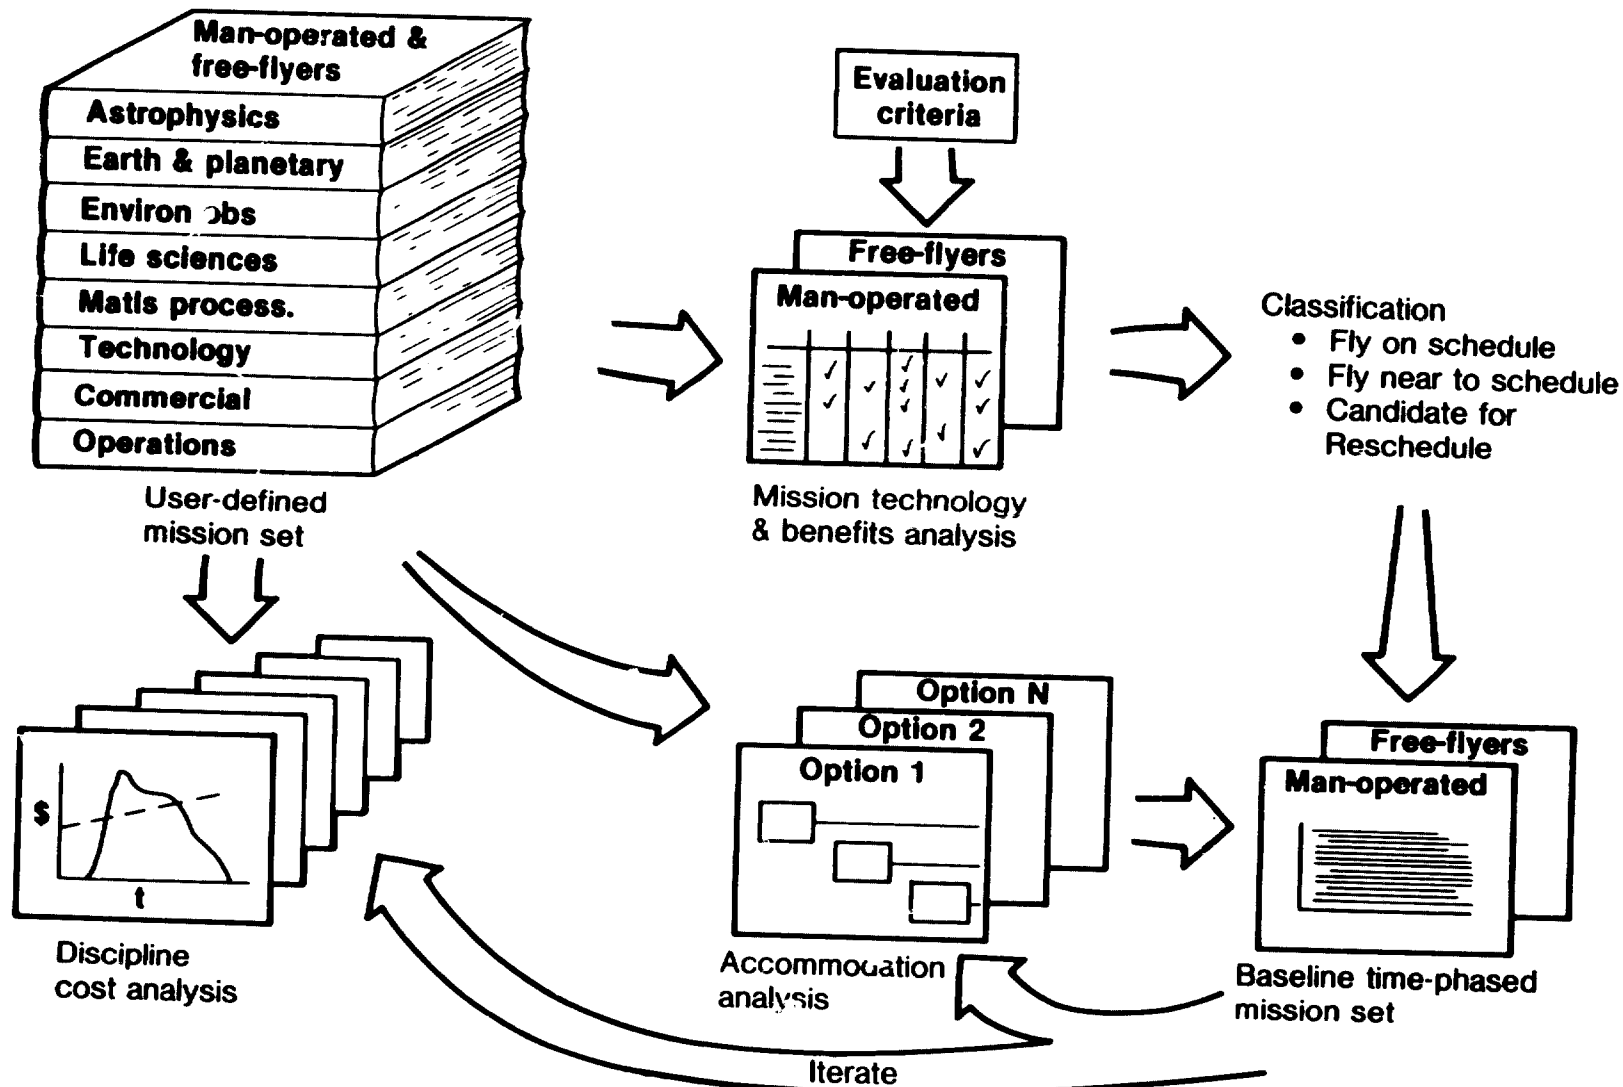 Man-operated &
free-flyers
Astrophysics
Earth & planetary
Environ obs
Life sciences
Matls process.
Technology
Commercial
Operations
User-defined
mission set
Evaluation
criteria
Free-flyers
Man-operated
Mission technology
& benefits analysis
Classification
• Fly on schedule
• Fly near to schedule
• Candidate for
Reschedule
$
t
Discipline
cost analysis
Option N
Option 2
Option 1
Accommodation
analysis
Free-flyers
Man-operated
Baseline time-phased
mission set
Iterate